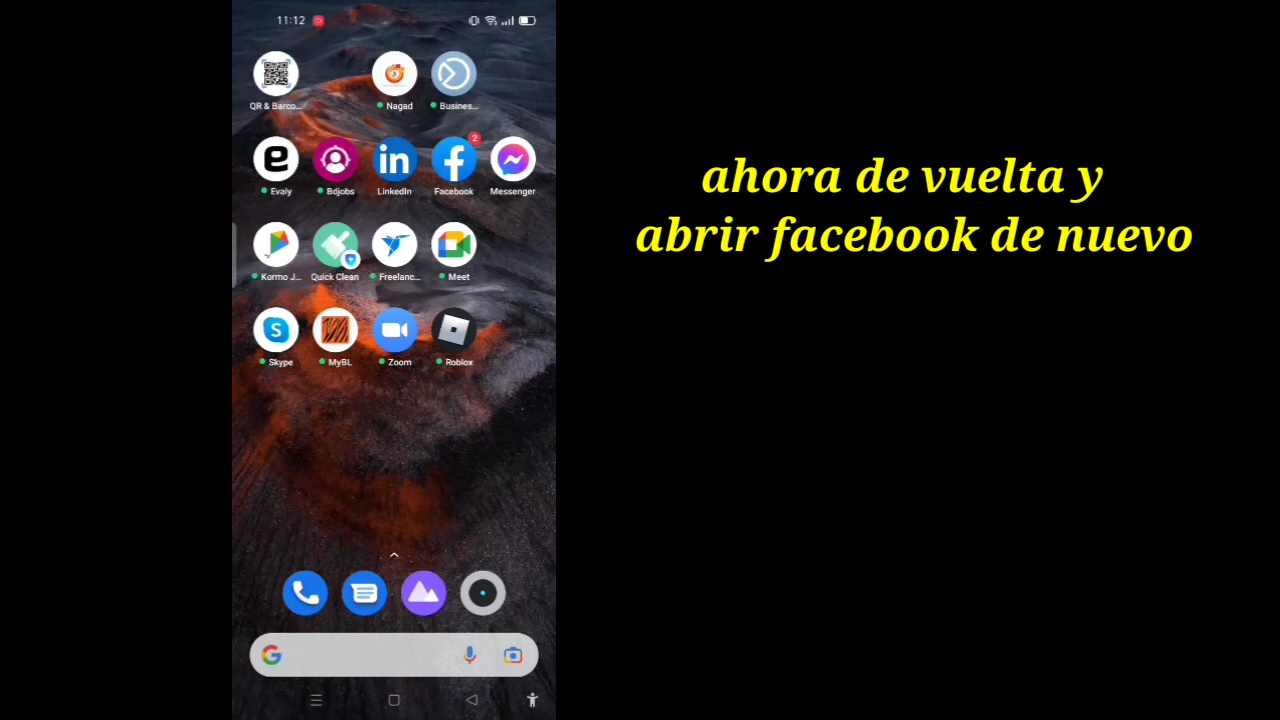 11:12
QR & Barco...
Nagad
Busines...
2
Evaly
Bdjobs
LinkedIn
Facebook
Messenger
Kormo J...
Quick Clean
Freelanc...
Meet
Skype
MyBL
Zoom
Roblox
ahora de vuelta y
abrir facebook de nuevo